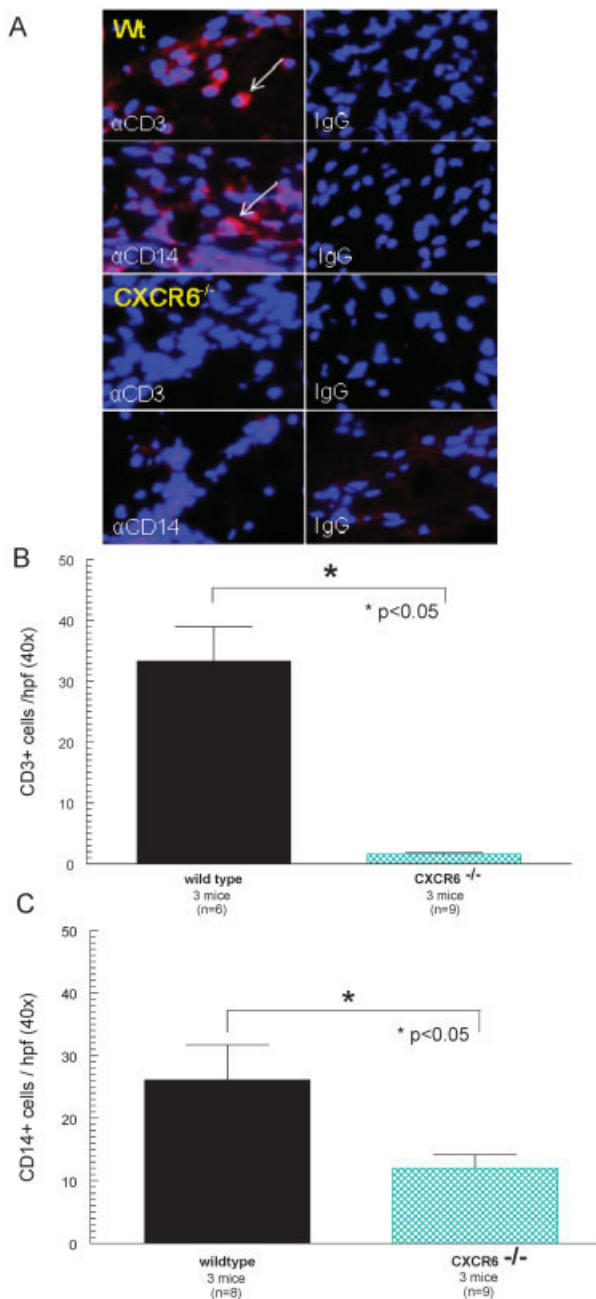 A
Wt
αCD3
IgG
αCD14
IgG
CXCR6-/-
αCD3
IgG
αCD14
IgG
B
CD3+ cells /hpf (40x)
50
40
30
20
10
0
*
* p<0.05
wild type
3 mice
(n=6)
CXCR6 -/-
3 mice
(n=9)
C
CD14+ cells / hpf (40x)
50
40
30
20
10
0
*
* p<0.05
wildtype
3 mice
(n=8)
CXCR6 -/-
3 mice
(n=9)